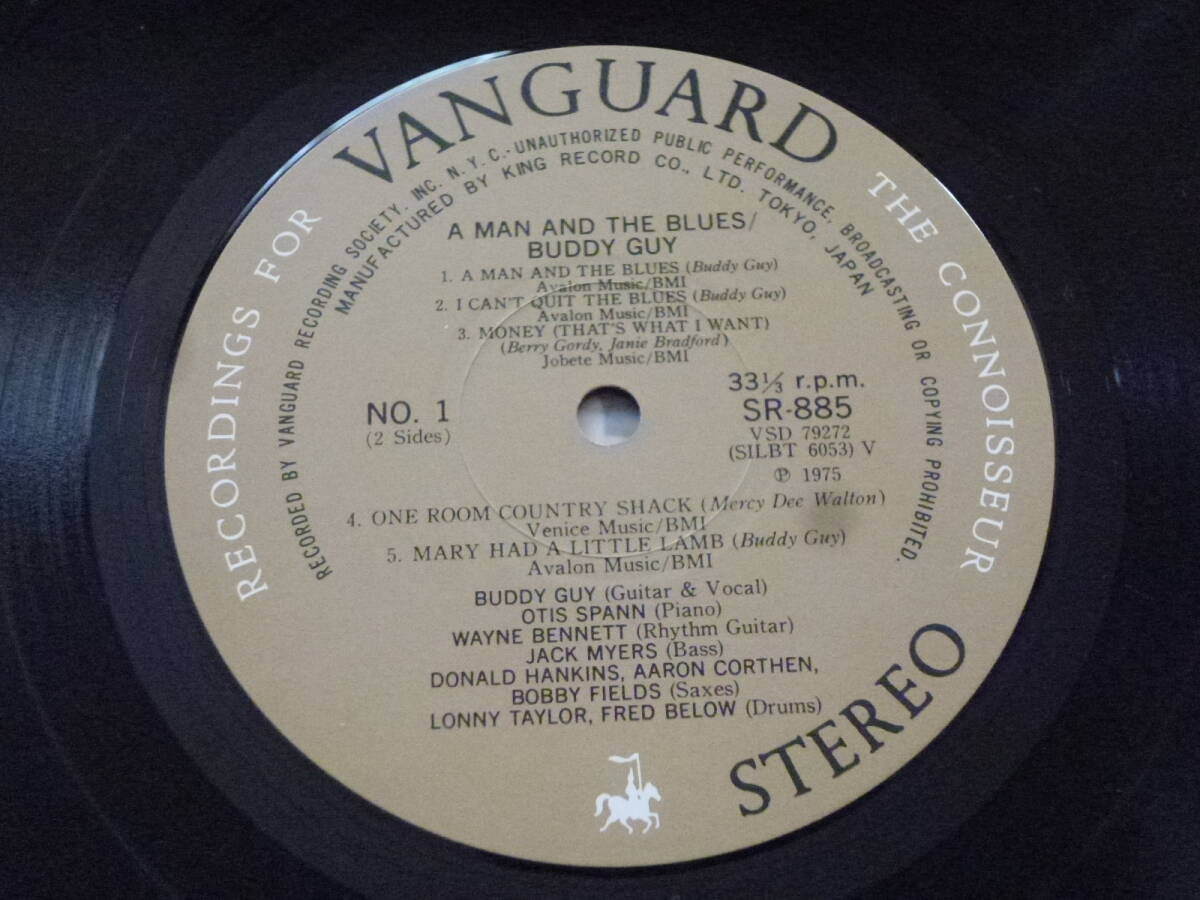 VANGUARD
RECORDINGS FOR
THE CONNOISSEUR
RECORDED BY VANGUARD RECORDING SOCIETY, INC. N.Y.C.-UNAUTHORIZED PUBLIC PERFORMANCE, BROADCASTING OR COPYING PROHIBITED.
MANUFACTURED BY KING RECORD CO., LTD. TOKYO, JAPAN
A MAN AND THE BLUES/
BUDDY GUY
1. A MAN AND THE BLUES (Buddy Guy)
Avalon Music/BMI
2. I CAN'T QUIT THE BLUES (Buddy Guy)
Avalon Music/BMI
3. MONEY (THAT'S WHAT I WANT)
(Berry Gordy, Janie Bradford)
Jobete Music/BMI
NO. 1
(2 Sides)
33⅓ r.p.m.
SR-885
VSD 79272
(SILBT 6053) V
Ⓟ 1975
4. ONE ROOM COUNTRY SHACK (Mercy Dee Walton)
Venice Music/BMI
5. MARY HAD A LITTLE LAMB (Buddy Guy)
Avalon Music/BMI
BUDDY GUY (Guitar & Vocal)
OTIS SPANN (Piano)
WAYNE BENNETT (Rhythm Guitar)
JACK MYERS (Bass)
DONALD HANKINS, AARON CORTHEN,
BOBBY FIELDS (Saxes)
LONNY TAYLOR, FRED BELOW (Drums)
STEREO